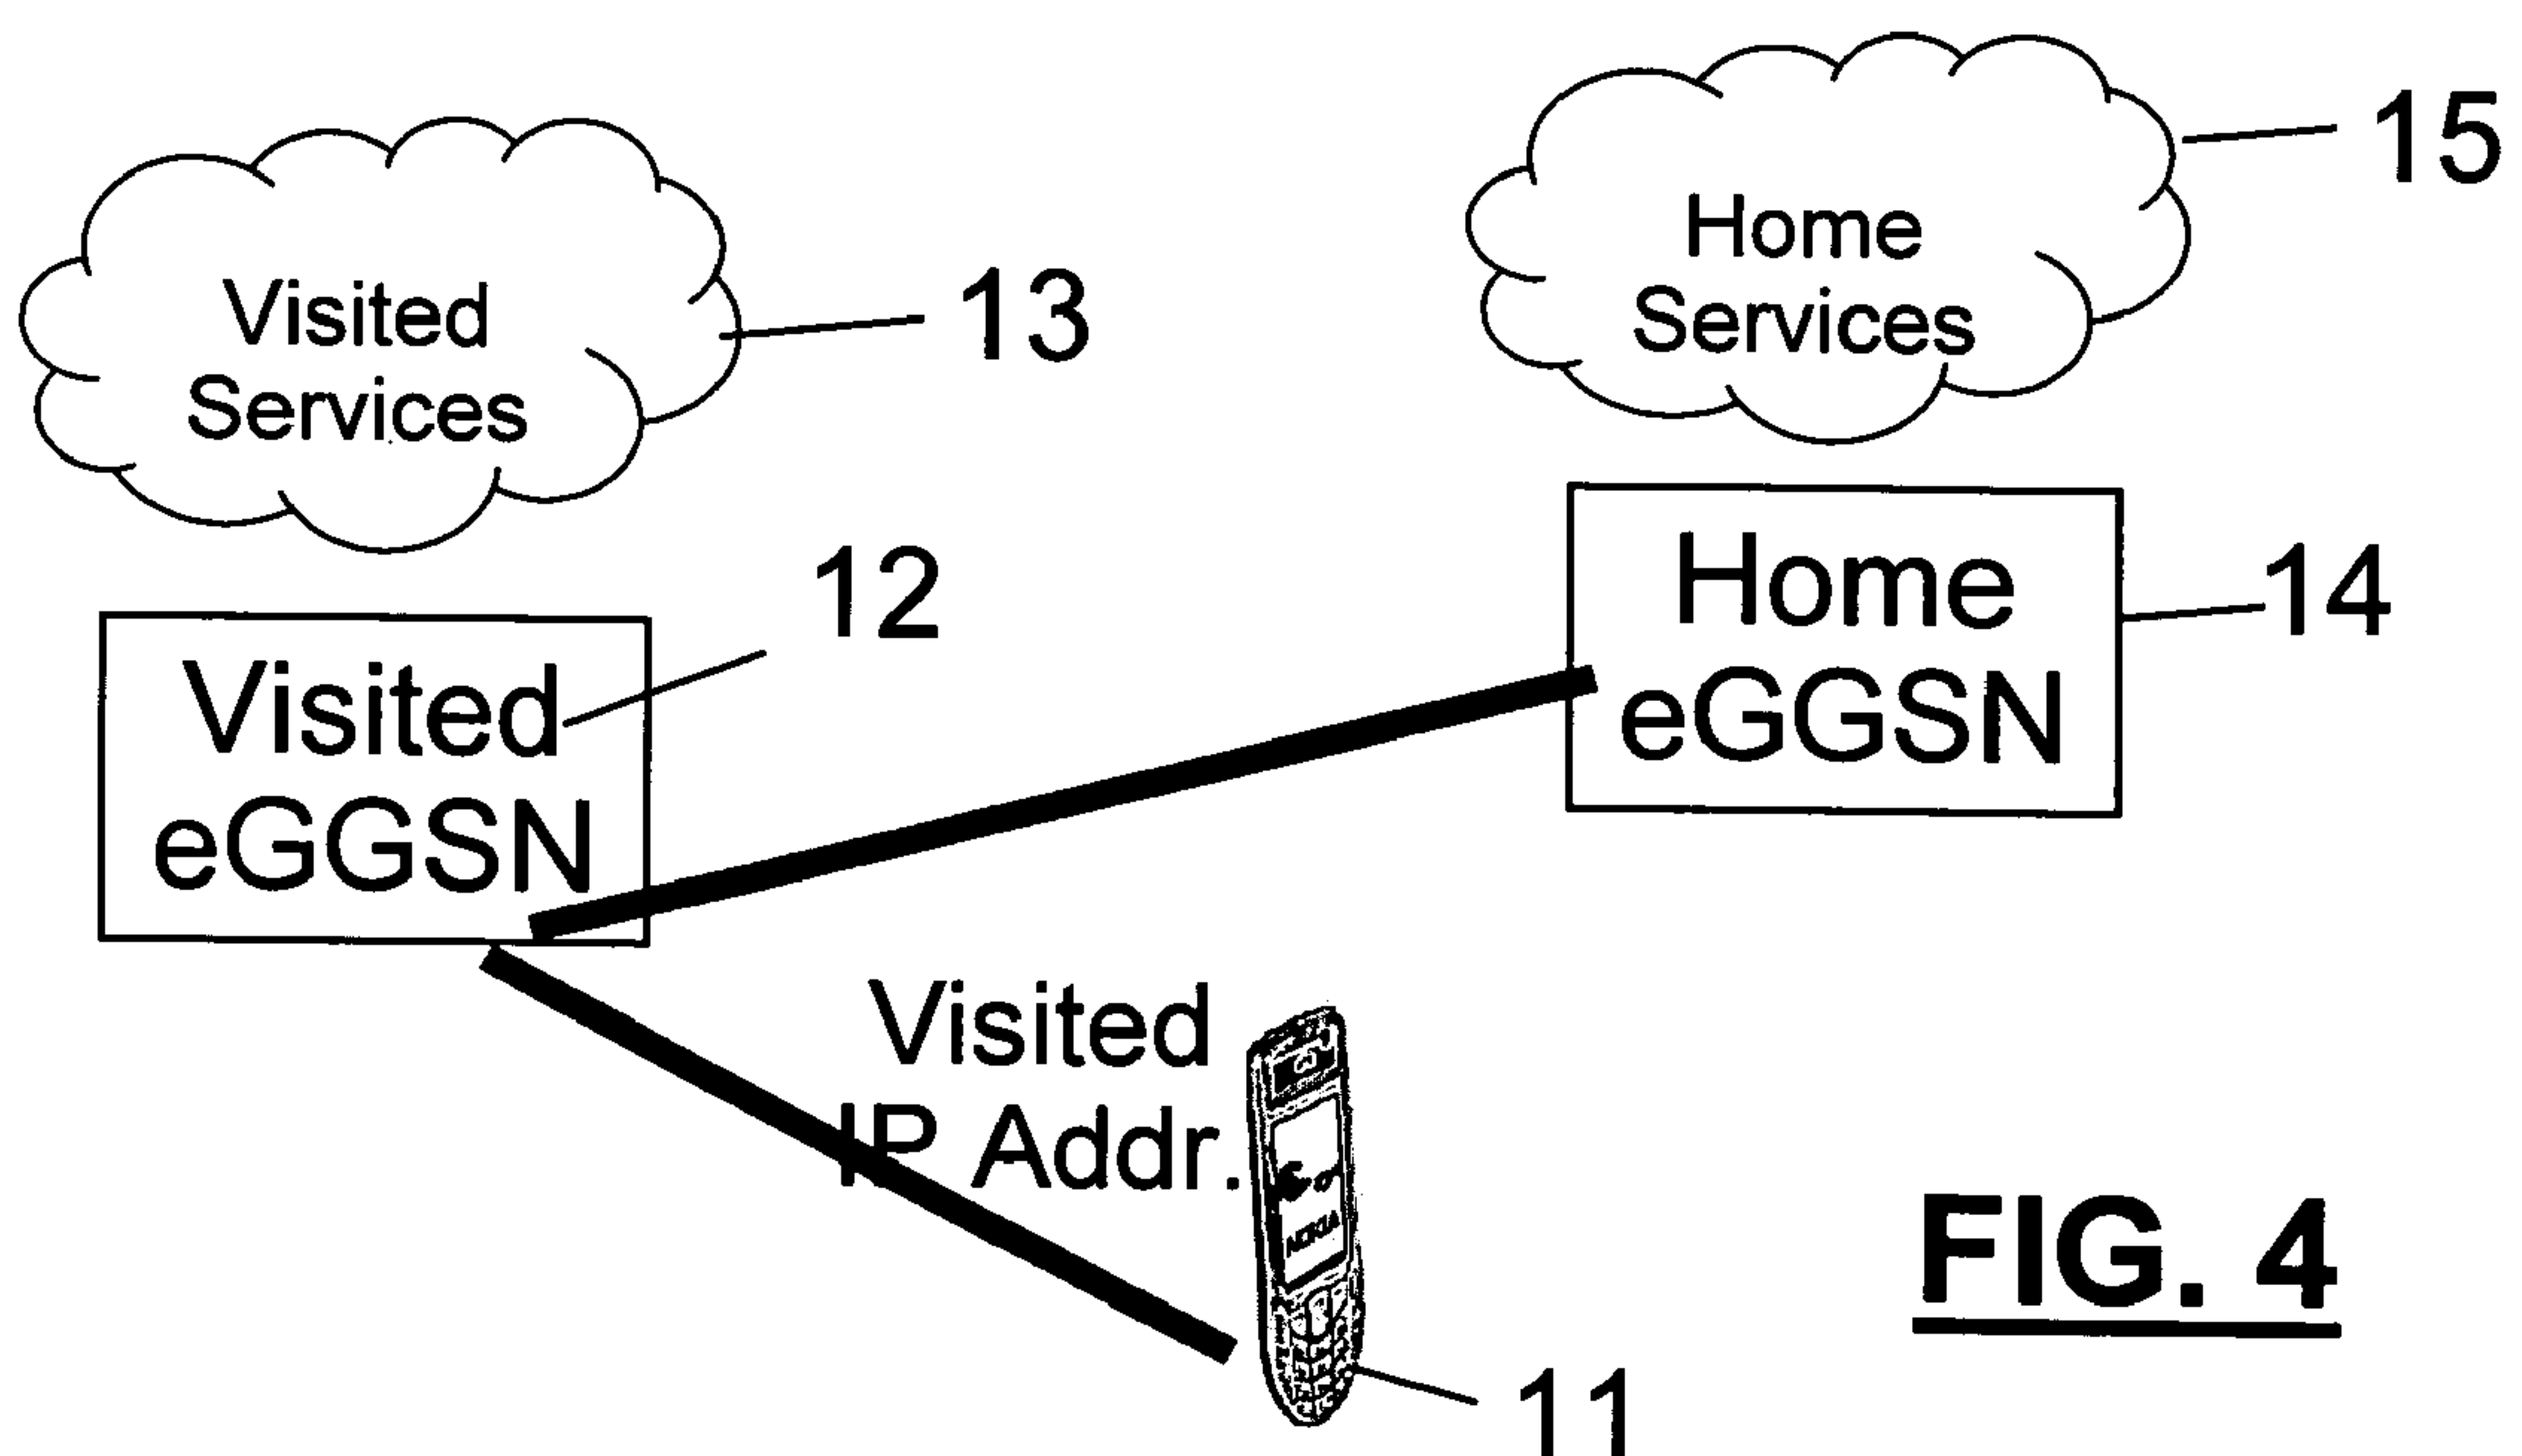 15
Home
Services
13
Visited
Services
12
14
Home
eGGSN
Visited
eGGSN
Visited
IP Addr.
NOKIA
11
FIG. 4